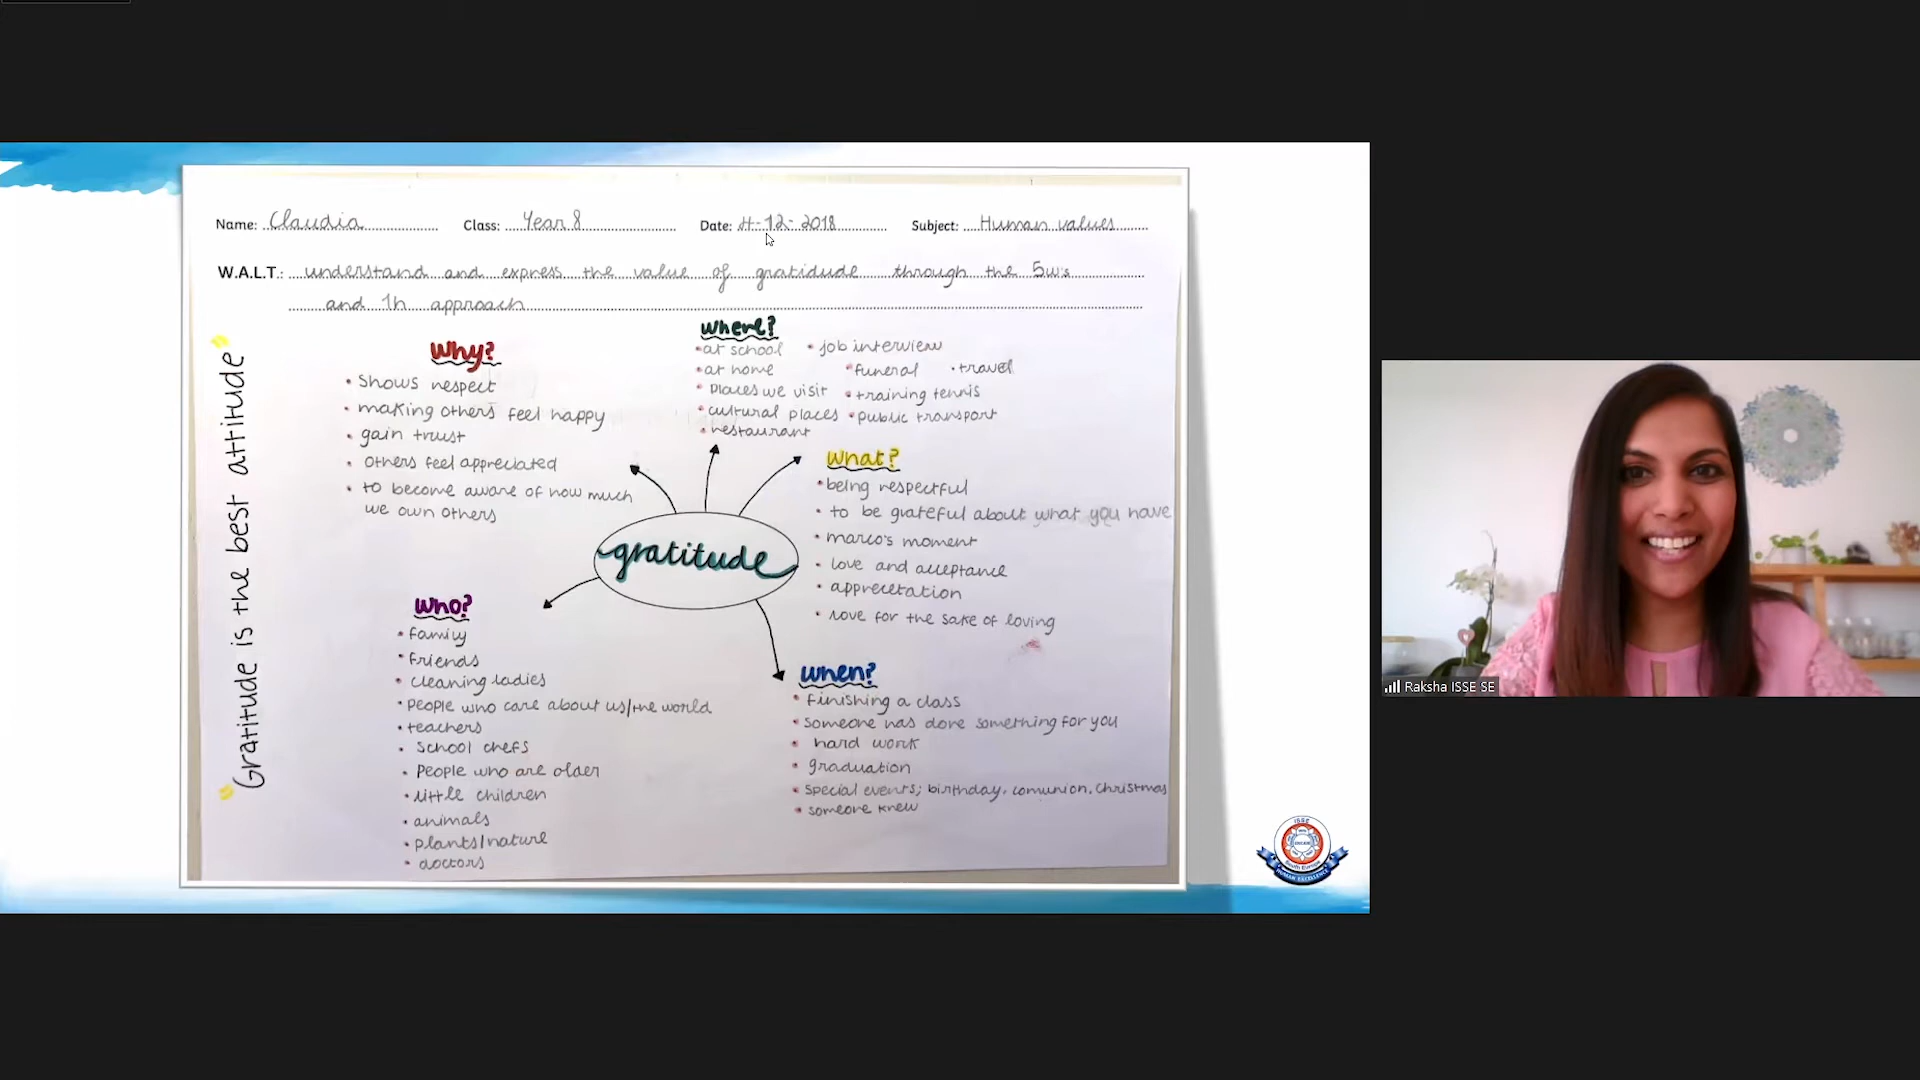 Name: Claudia Class: Year 8 Date: 4-12-2018 Subject: Human values
W.A.L.T.: understand and express the value of gratidude through the 5w's
and 1h approach
Gratitude is the best attitude
Why?
shows respect
making others feel happy
gain trust
others feel appreciated
to become aware of how much
we own others
Where?
at school
at home
places we visit
cultural places
restaurant
job interview
funeral
travel
training tennis
public transport
What?
being respectful
to be grateful about what you have
marco's moment
love and acceptance
love for the sake of loving
gratitude
Who?
family
friends
cleaning ladies
people who care about us/the world
teachers
school chefs
people who are older
little children
animals
plants/nature
doctors
When?
finishing a class
someone has done something for you
hard work
graduation
special events; birthday, comunion, christmas
someone knew
ISSE
South Europe
HUMAN EXCELLENCE
Raksha ISSE SE